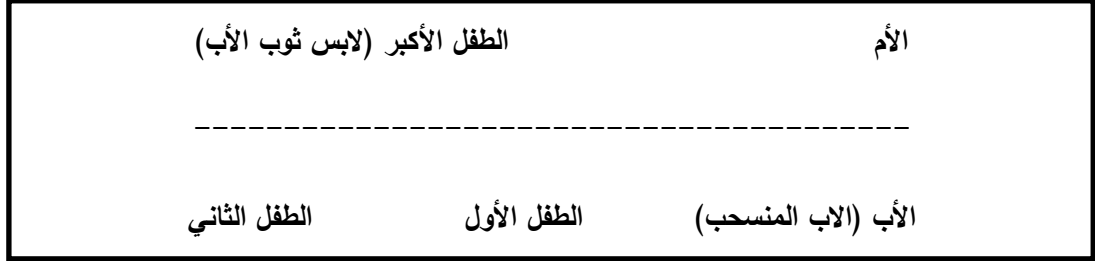 الأم الطفل الأكبر (لابس ثوب الأب)
----------------------------------------
الأب (الاب المنسحب) الطفل الأول الطفل الثاني